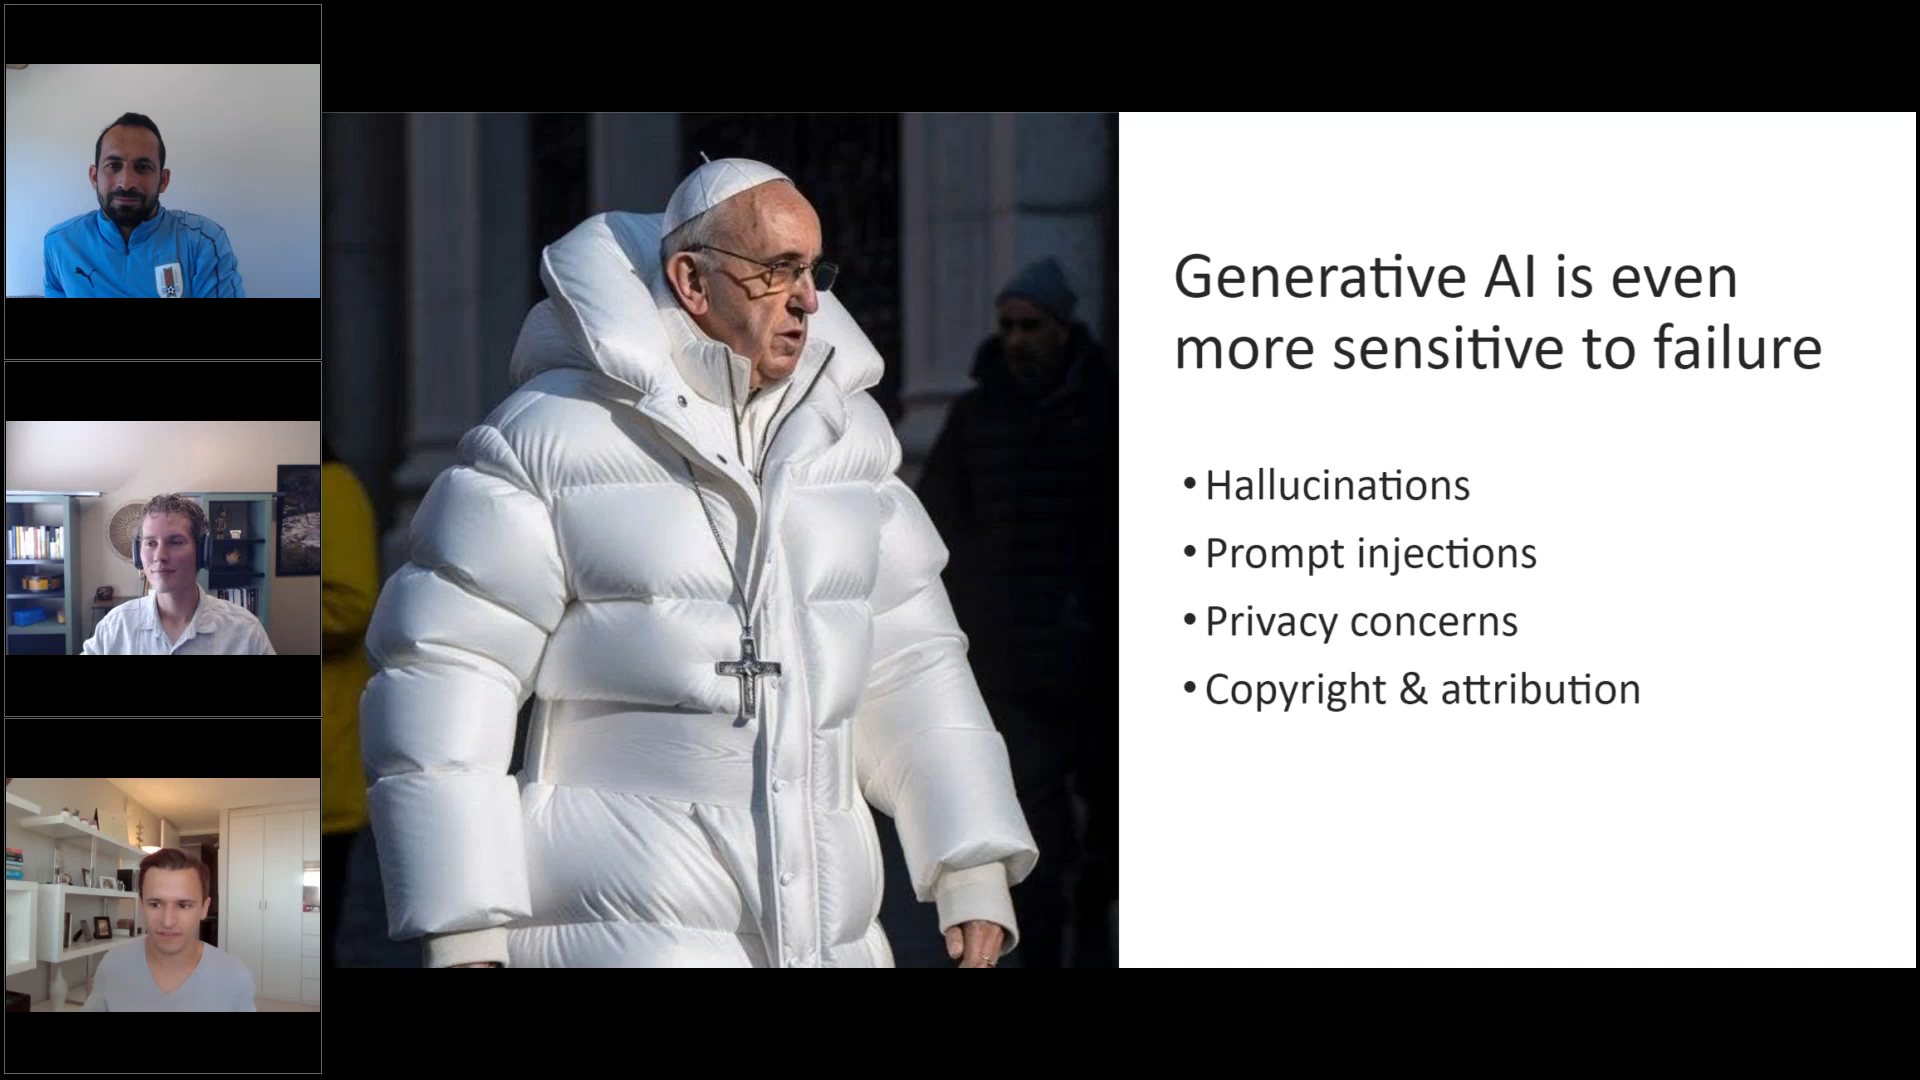 Generative AI is even
more sensitive to failure
• Hallucinations
• Prompt injections
• Privacy concerns
• Copyright & attribution